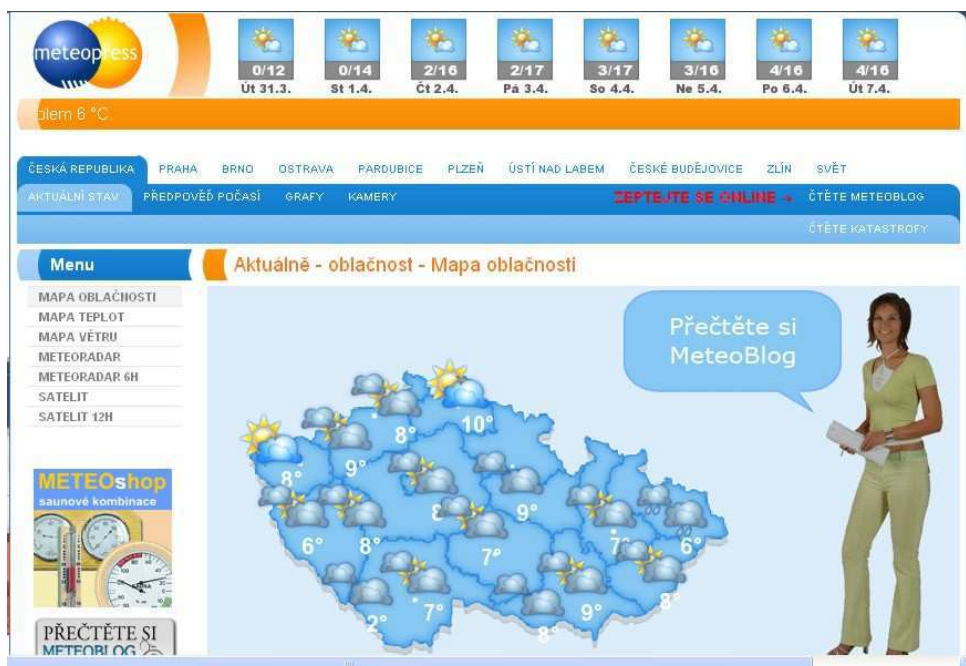 meteopress
0/12 0/14 2/16 2/17 3/17 3/16 4/16 4/16
Út 31.3. St 1.4. Čt 2.4. Pá 3.4. So 4.4. Ne 5.4. Po 6.4. Út 7.4.
olem 6 °C.
ČESKÁ REPUBLIKA PRAHA BRNO OSTRAVA PARDUBICE PLZEŇ ÚSTÍ NAD LABEM ČESKÉ BUDĚJOVICE ZLÍN SVĚT
AKTUÁLNÍ STAV PŘEDPOVĚĎ POČASÍ GRAFY KAMERY ZEPTEJTE SE ONLINE → ČTĚTE METEOBLOG
ČTĚTE KATASTROFY
Menu
Aktuálně - oblačnost - Mapa oblačnosti
MAPA OBLAČNOSTI
MAPA TEPLOT
MAPA VĚTRU
METEORADAR
METEORADAR 6H
SATELIT
SATELIT 12H
Přečtěte si
MeteoBlog
10°
8°
9°
8°
8
9°
6°
8°
7°
7°
6°
7°
2°
9°
8°
8°
METEOshop
saunové kombinace
PŘEČTĚTE SI
METEOBLOG